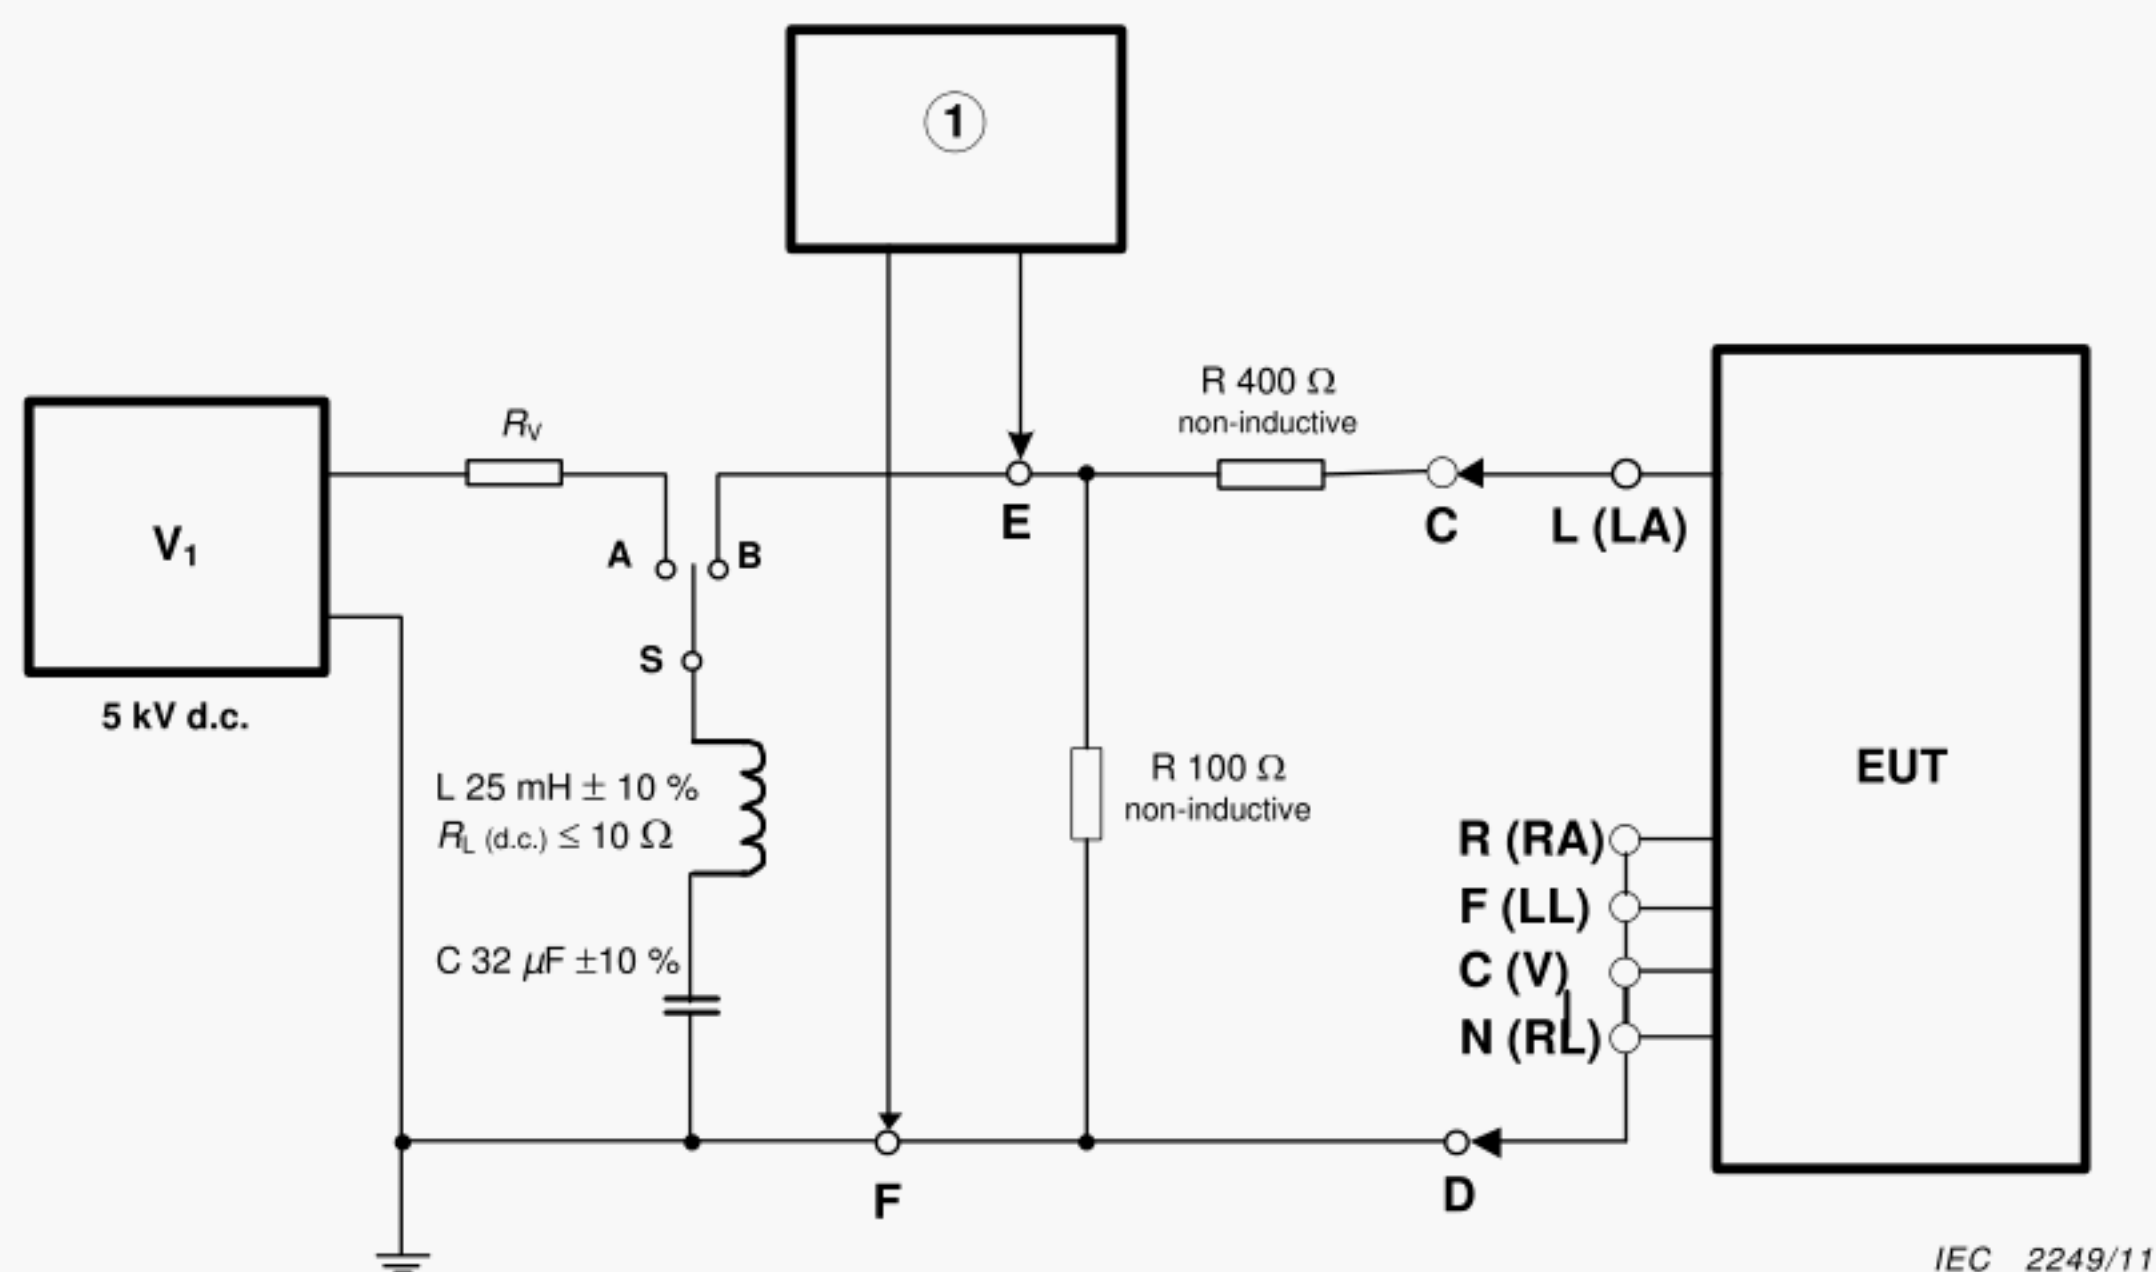 1
R 400 Ω
non-inductive
RV
V1
A
B
E
C
L (LA)
S
5 kV d.c.
L 25 mH ± 10 %
RL (d.c.) ≤ 10 Ω
R 100 Ω
non-inductive
EUT
R (RA)
F (LL)
C 32 μF ±10 %
C (V)
N (RL)
F
D
IEC 2249/11